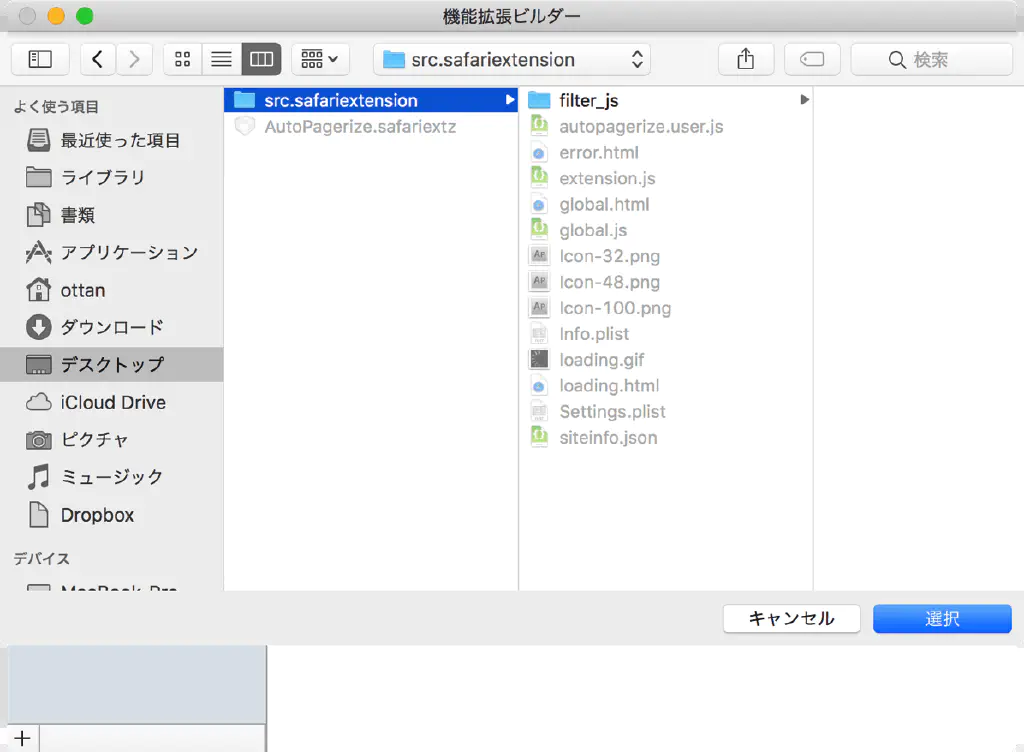 機能拡張ビルダー
src.safariextension
検索
よく使う項目
最近使った項目
ライブラリ
書類
アプリケーション
ottan
ダウンロード
デスクトップ
iCloud Drive
ピクチャ
ミュージック
Dropbox
デバイス
src.safariextension
AutoPagerize.safariextz
filter_js
autopagerize.user.js
error.html
extension.js
global.html
global.js
Icon-32.png
Icon-48.png
Icon-100.png
Info.plist
loading.gif
loading.html
Settings.plist
siteinfo.json
キャンセル
選択